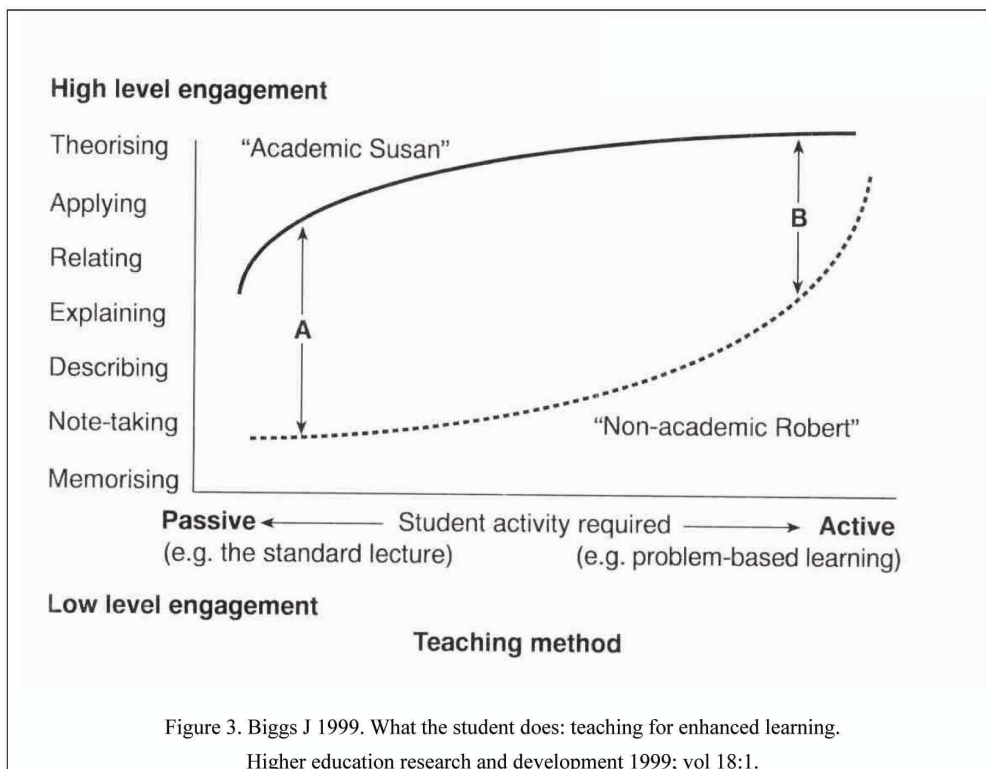 High level engagement
Theorising
"Academic Susan"
Applying
Relating
Explaining
Describing
Note-taking
Memorising
A
B
"Non-academic Robert"
Passive Student activity required Active
(e.g. the standard lecture) (e.g. problem-based learning)
Low level engagement
Teaching method
Figure 3. Biggs J 1999. What the student does: teaching for enhanced learning.
Higher education research and development 1999; vol 18:1.